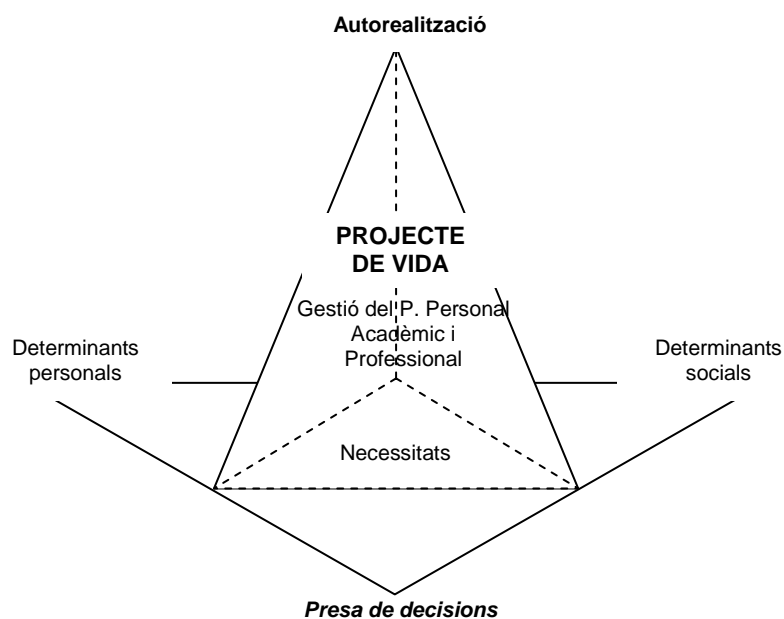 Autorealització
PROJECTE
DE VIDA
Gestió del P. Personal
Acadèmic i
Professional
Determinants
personals
Determinants
socials
Necessitats
Presa de decisions